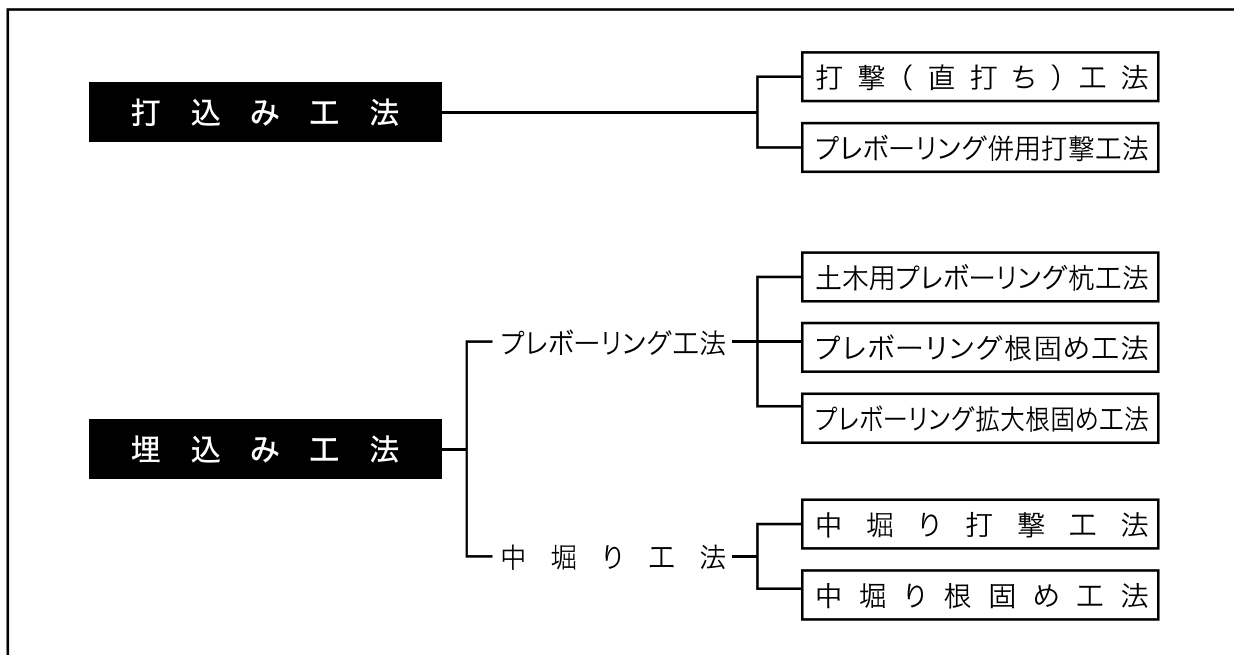 打込み工法
打撃(直打ち)工法
プレボーリング併用打撃工法
埋込み工法
プレボーリング工法
土木用プレボーリング杭工法
プレボーリング根固め工法
プレボーリング拡大根固め工法
中堀り工法
中堀り打撃工法
中堀り根固め工法